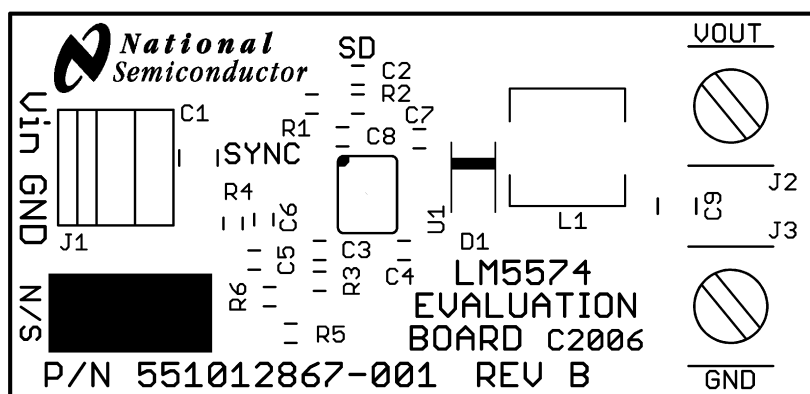 National
Semiconductor
SD
VOUT
C2
R2
C7
C1
R1
C8
Vin GND
SYNC
R4
C6
U1
L1
C9
J2
J3
J1
D1
C3
C5
C4
R3
R6
R5
N/S
LM5574
EVALUATION
BOARD C2006
P/N 551012867-001 REV B
GND